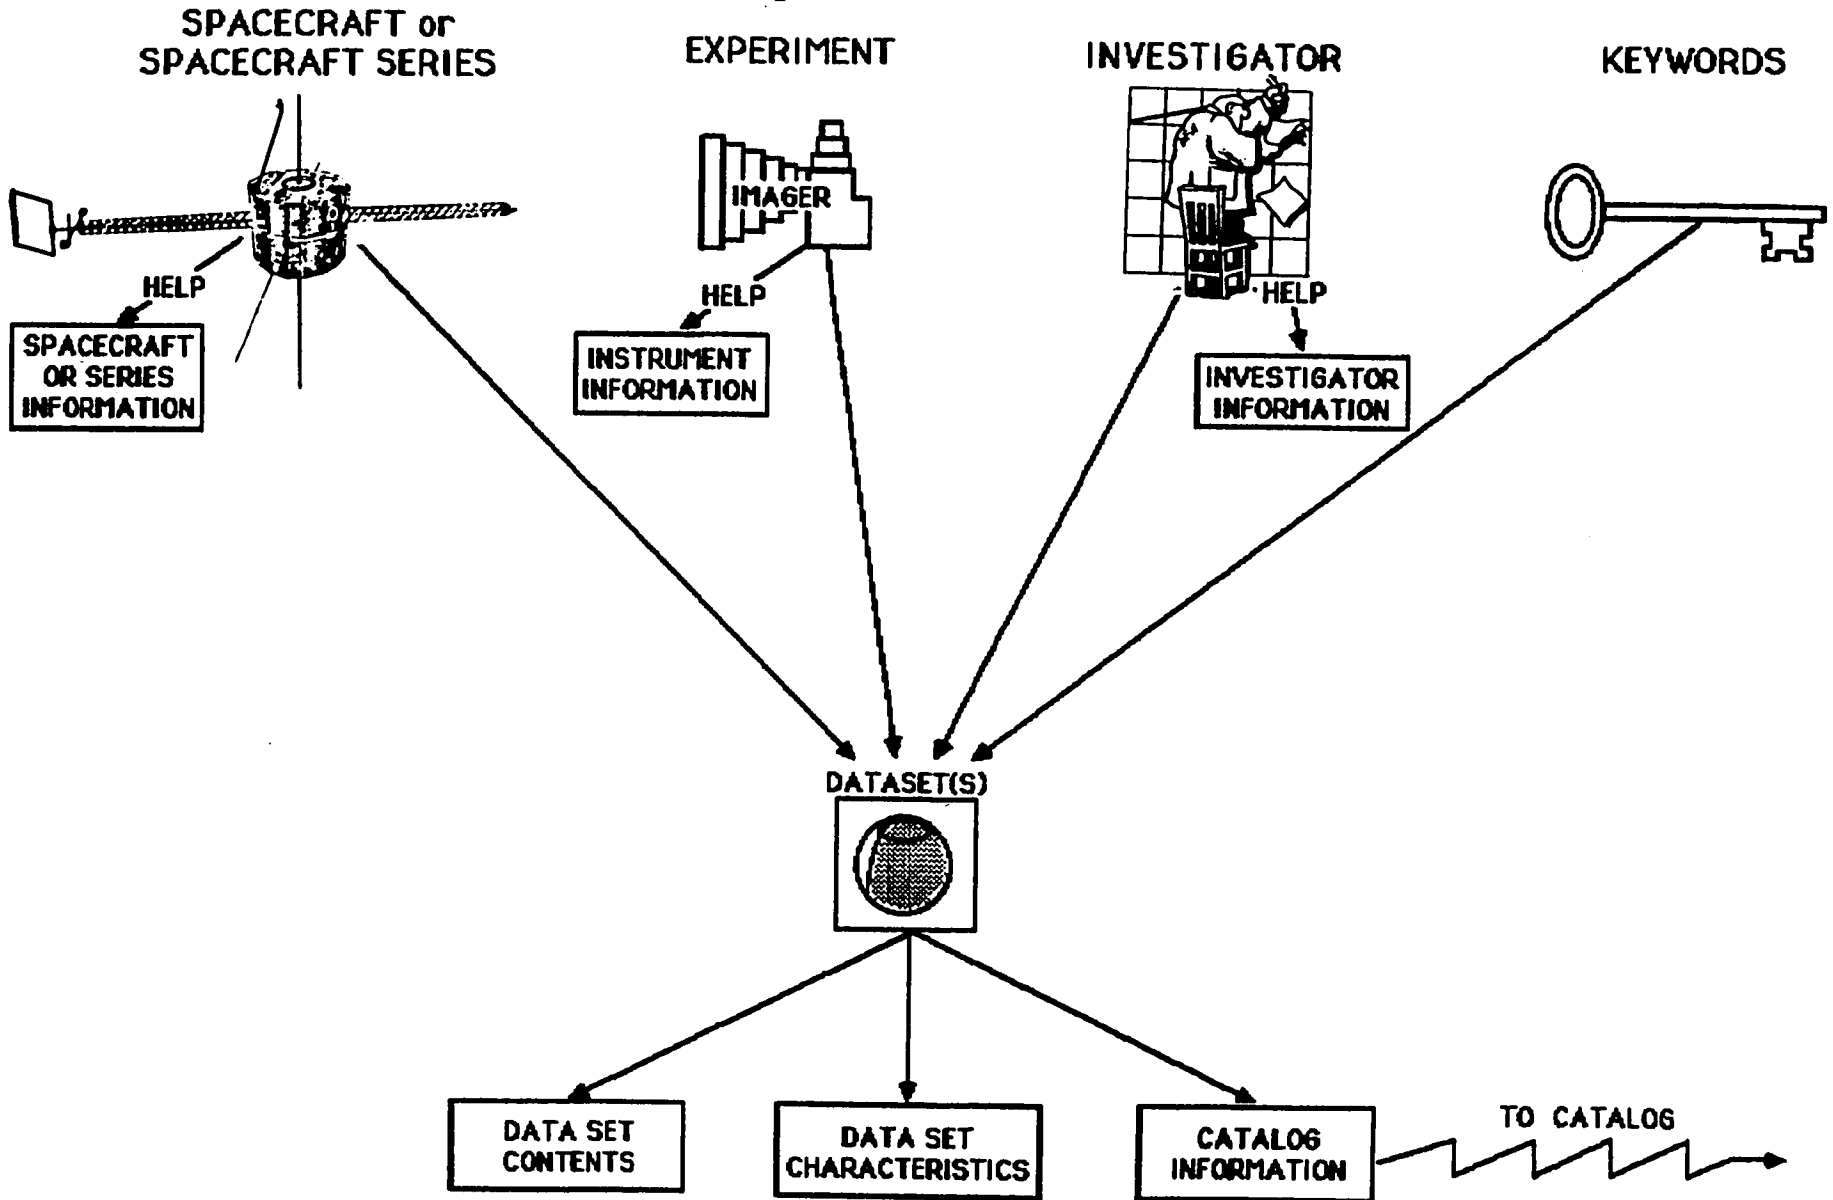 SPACECRAFT or
SPACECRAFT SERIES
EXPERIMENT
INVESTIGATOR
KEYWORDS
IMAGER
HELP
HELP
HELP
SPACECRAFT
OR SERIES
INFORMATION
INSTRUMENT
INFORMATION
INVESTIGATOR
INFORMATION
DATASET(S)
DATA SET
CONTENTS
DATA SET
CHARACTERISTICS
CATALOG
INFORMATION
TO CATALOG